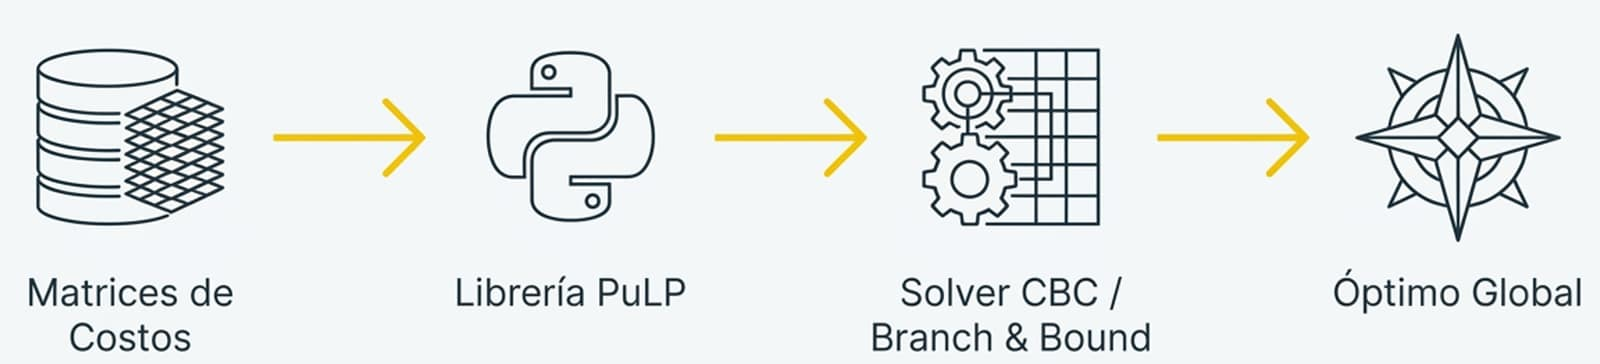 Matrices de
Costos
Librería PuLP
Solver CBC /
Branch & Bound
Óptimo Global